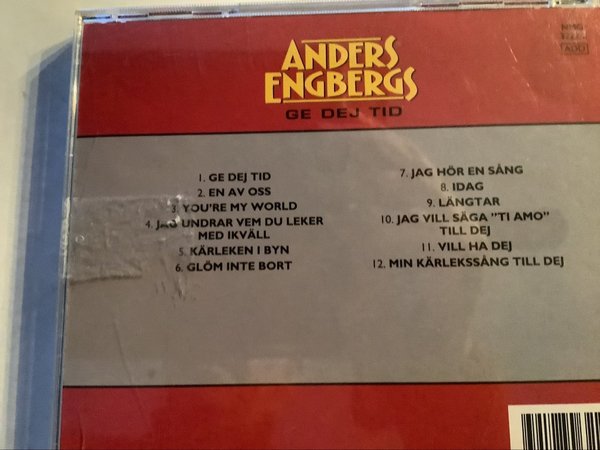 ANDERS
ENGBERGS
GE DEJ TID
ADD
1. GE DEJ TID
2. EN AV OSS
3. YOU'RE MY WORLD
4. JAG UNDRAR VEM DU LEKER
MED IKVÄLL
5. KÄRLEKEN I BYN
6. GLÖM INTE BORT
7. JAG HÖR EN SÅNG
8. IDAG
9. LÄNGTAR
10. JAG VILL SÄGA "TI AMO"
TILL DEJ
11. VILL HA DEJ
12. MIN KÄRLEKSSÅNG TILL DEJ